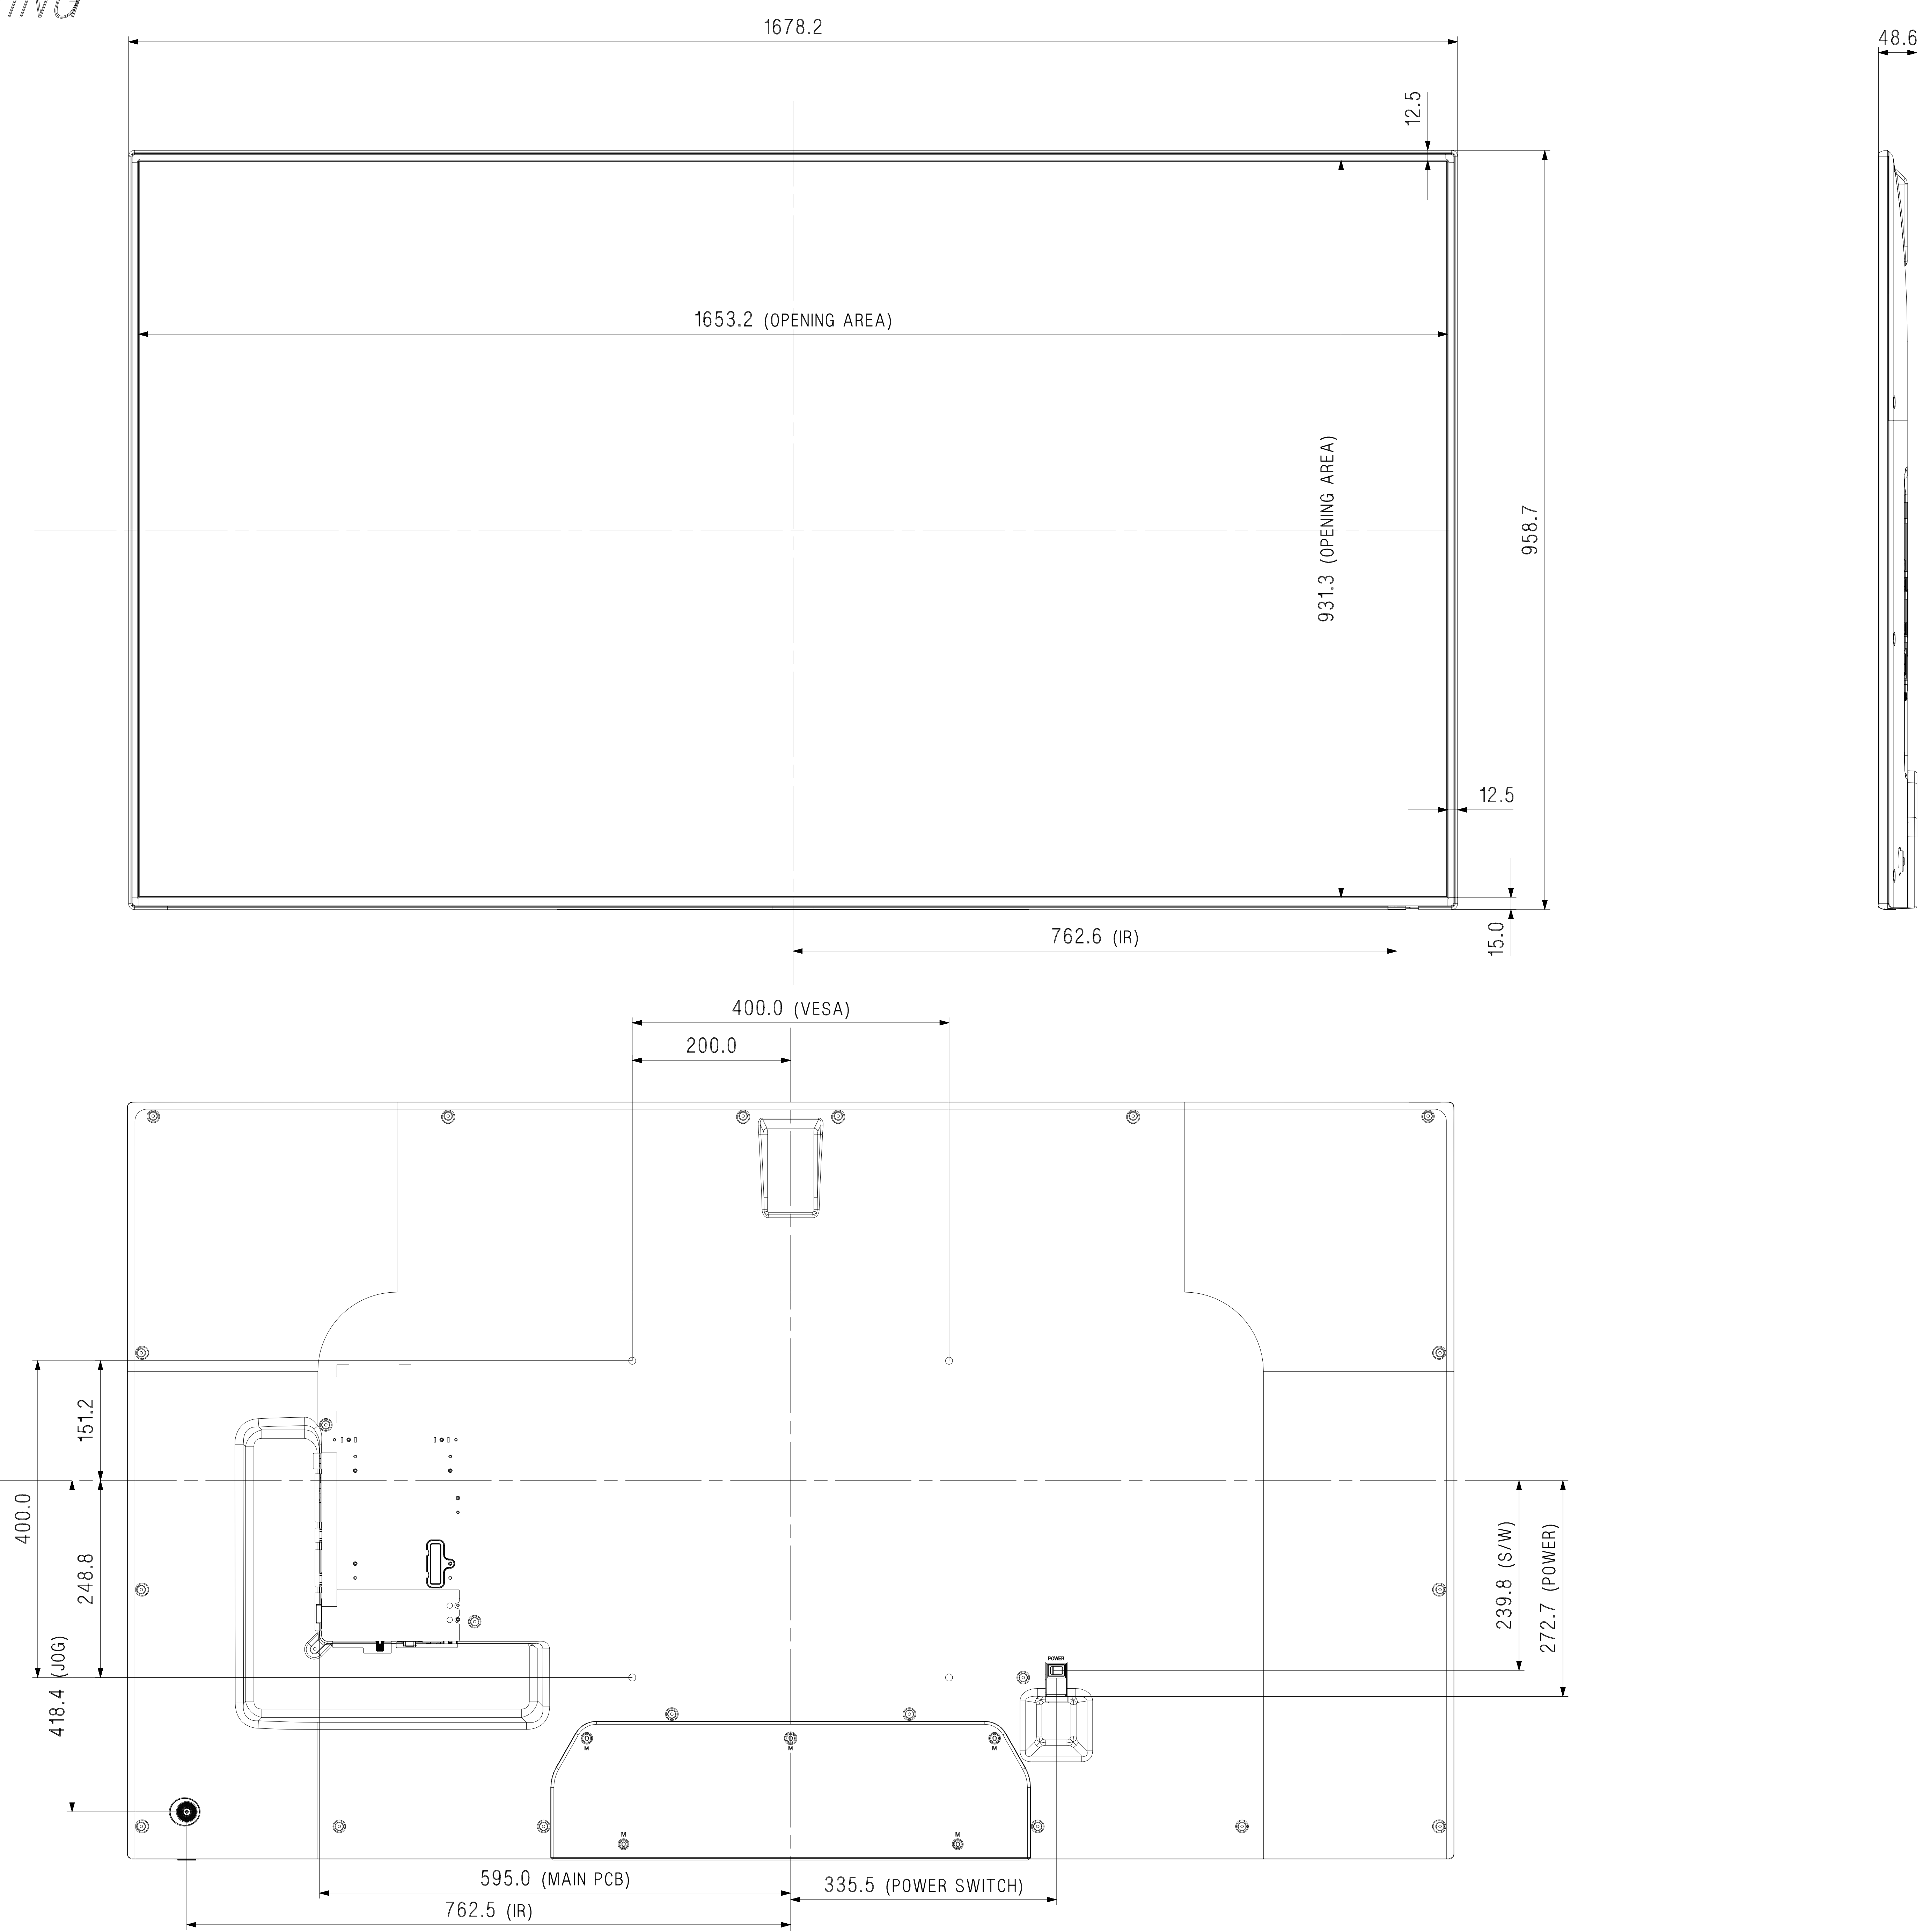 1678.2
48.6
12.5
1653.2 (OPENING AREA)
931.3 (OPENING AREA)
958.7
12.5
15.0
762.6 (IR)
400.0 (VESA)
200.0
151.2
400.0
248.8
418.4 (JOG)
239.8 (S/W)
272.7 (POWER)
POWER
M
M
M
M
M
595.0 (MAIN PCB)
335.5 (POWER SWITCH)
762.5 (IR)